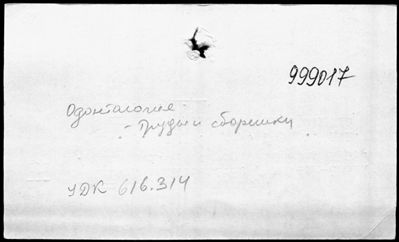 999017
Одонтология -
- Труды и сборники
УДК 616.314